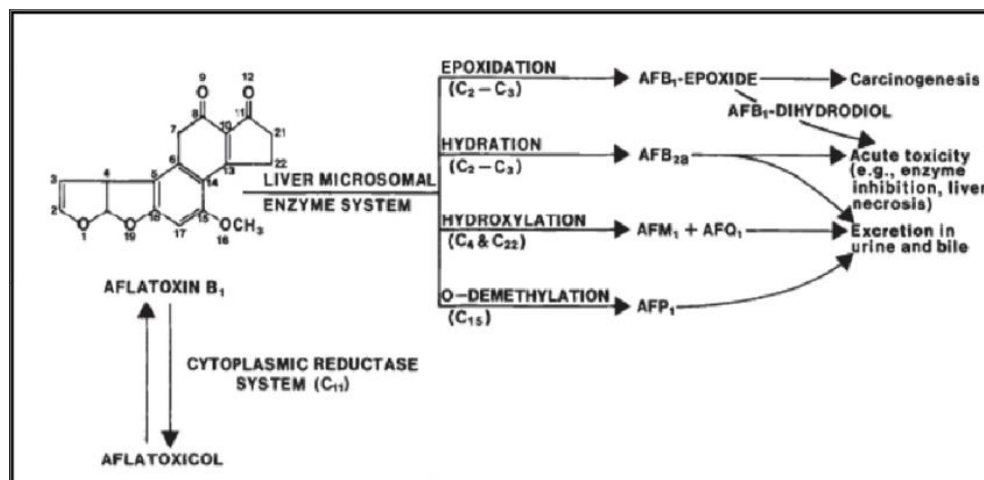 9
12
O
O
8
11
7
10
21
6
13
22
3
4
5
14
LIVER MICROSOMAL
ENZYME SYSTEM
2
O
O
15
O
CH₃
1
19
18
17
16
AFLATOXIN B₁
CYTOPLASMIC REDUCTASE
SYSTEM (C₁₁)
AFLATOXICOL
EPOXIDATION
(C₂ – C₃)
AFB₁-EPOXIDE
Carcinogenesis
AFB₁-DIHYDRODIOL
HYDRATION
(C₂ – C₃)
AFB₂ₐ
Acute toxicity
(e.g., enzyme
inhibition, liver
necrosis)
HYDROXYLATION
(C₄ & C₂₂)
AFM₁ + AFQ₁
Excretion in
urine and bile
O–DEMETHYLATION
(C₁₅)
AFP₁